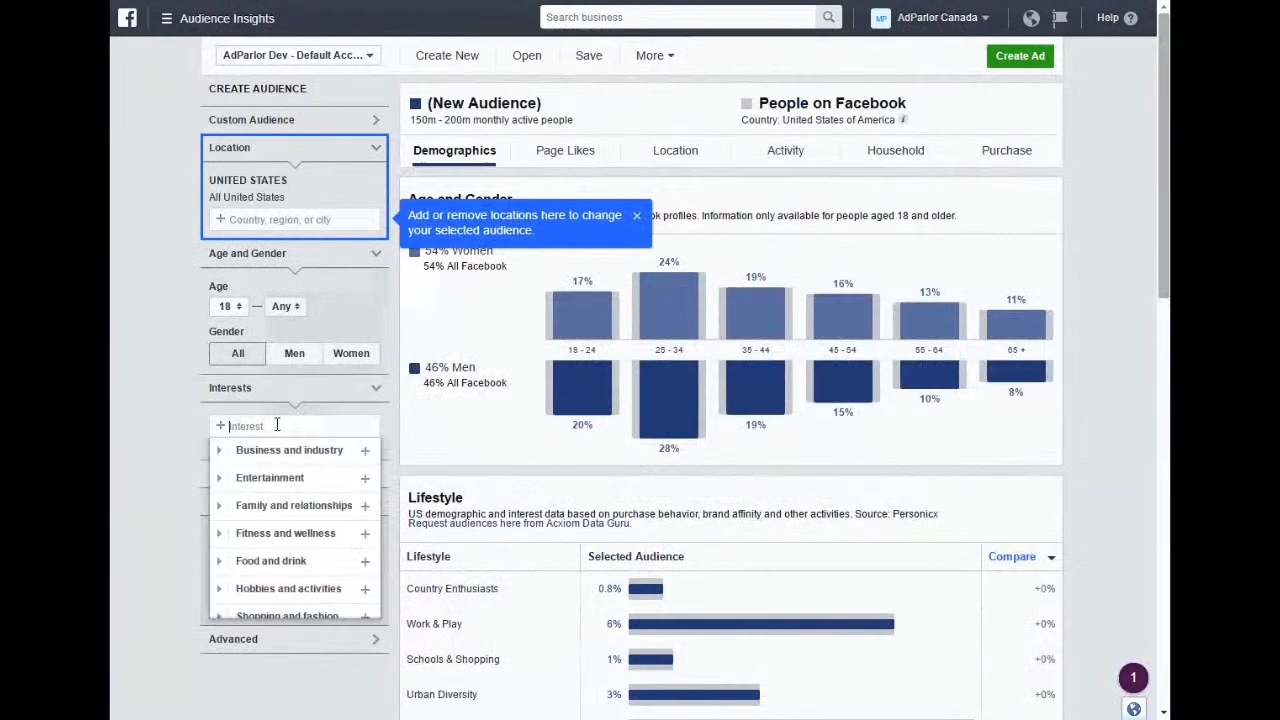 Audience Insights
Search business
MP
AdParlor Canada
Help ?
AdParlor Dev - Default Acc...
Create New
Open
Save
More
Create Ad
CREATE AUDIENCE
Custom Audience
Location
UNITED STATES
All United States
+ Country, region, or city
Age and Gender
Age
18 — Any
Gender
All
Men
Women
Interests
+ Interest
Business and industry +
Entertainment +
Family and relationships +
Fitness and wellness +
Food and drink +
Hobbies and activities +
Shopping and fashion +
Advanced
(New Audience)
150m - 200m monthly active people
People on Facebook
Country: United States of America i
Demographics
Page Likes
Location
Activity
Household
Purchase
Age and Gender
profiles. Information only available for people aged 18 and older.
Add or remove locations here to change ×
your selected audience.
54% Women
54% All Facebook
17%
24%
19%
16%
13%
11%
18 - 24
25 - 34
35 - 44
45 - 54
55 - 64
65 +
46% Men
46% All Facebook
20%
28%
19%
15%
10%
8%
Lifestyle
US demographic and interest data based on purchase behavior, brand affinity and other activities. Source: Personicx
Request audiences here from Acxiom Data Guru.
Lifestyle
Selected Audience
Compare
Country Enthusiasts 0.8% +0%
Work & Play 6% +0%
Schools & Shopping 1% +0%
Urban Diversity 3% +0%
1